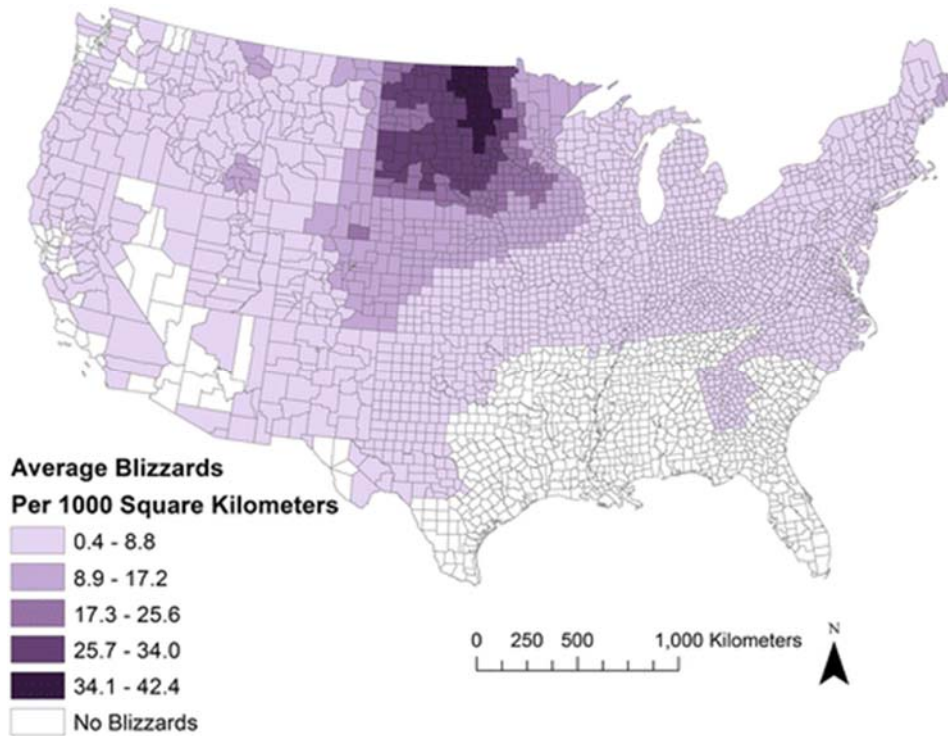 Average Blizzards
Per 1000 Square Kilometers
0.4 - 8.8
8.9 - 17.2
17.3 - 25.6
25.7 - 34.0
34.1 - 42.4
No Blizzards
0 250 500 1,000 Kilometers
N